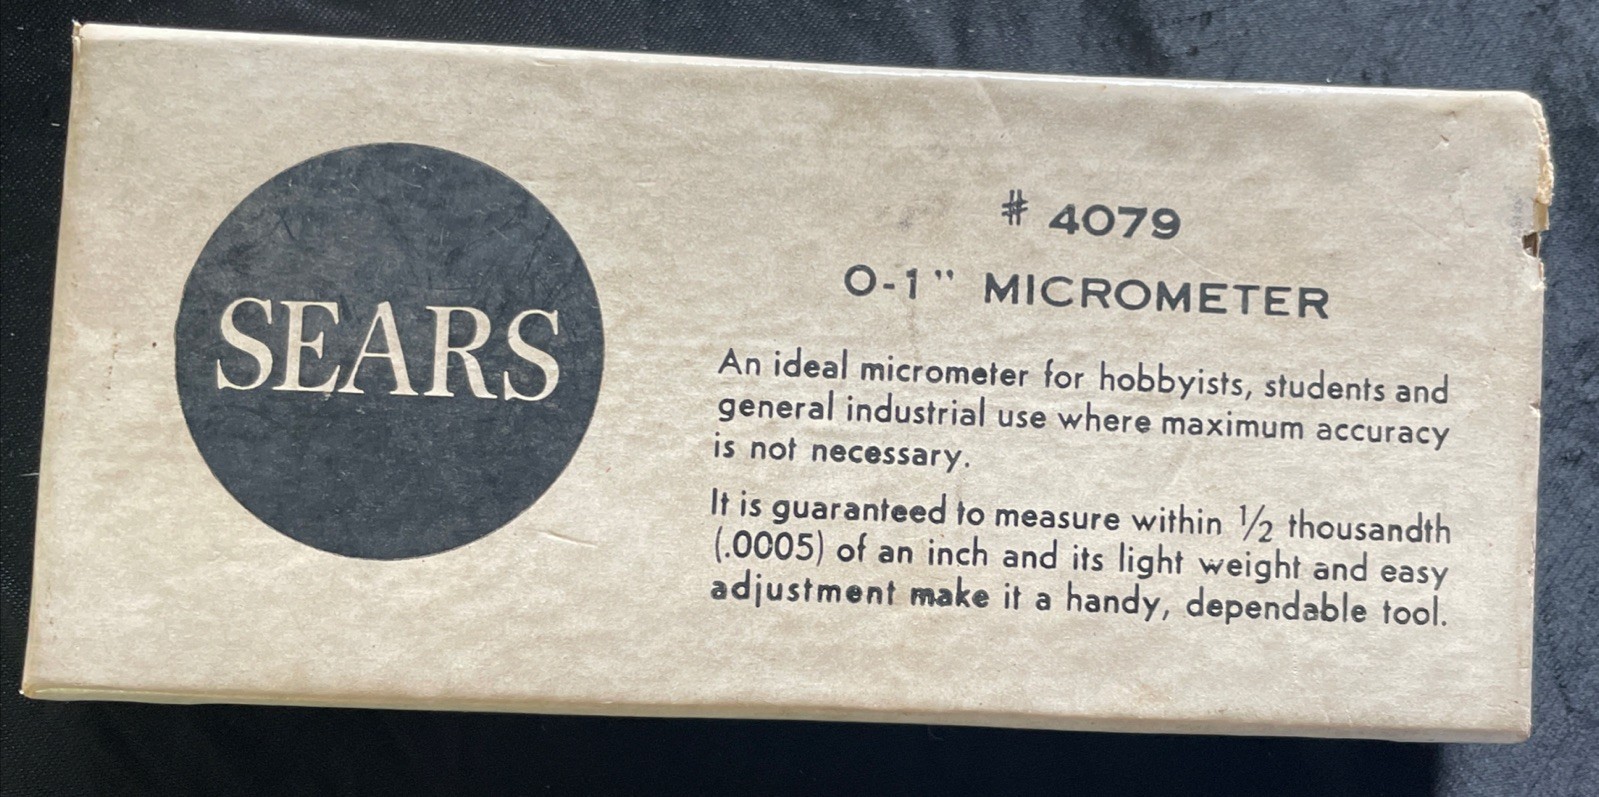 SEARS
# 4079
0-1" MICROMETER
An ideal micrometer for hobbyists, students and
general industrial use where maximum accuracy
is not necessary.
It is guaranteed to measure within 1/2 thousandth
(.0005) of an inch and its light weight and easy
adjustment make it a handy, dependable tool.